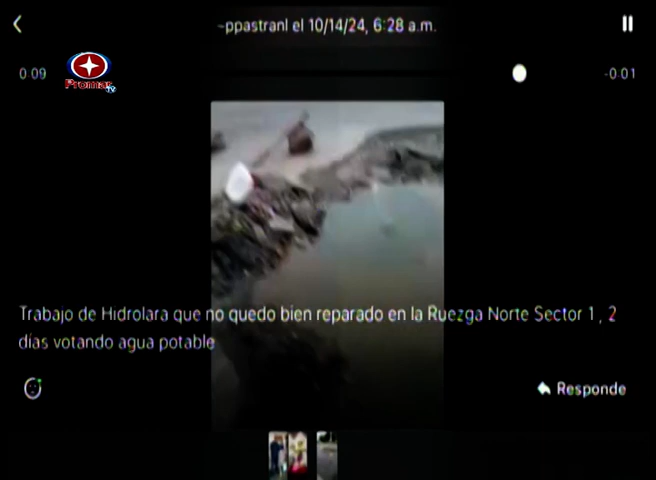 ~ppastranl el 10/14/24, 6:28 a.m.
0:09
-0:01
Promar
TV
Trabajo de Hidrolara que no quedo bien reparado en la Ruezga Norte Sector 1, 2
días votando agua potable
Responde